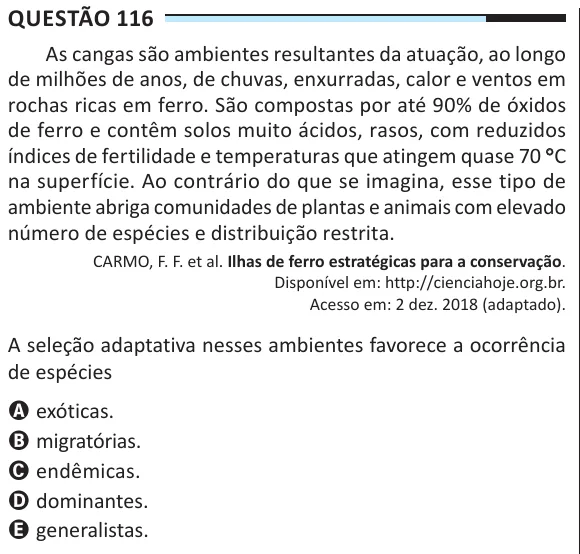 QUESTÃO 116
As cangas são ambientes resultantes da atuação, ao longo
de milhões de anos, de chuvas, enxurradas, calor e ventos em
rochas ricas em ferro. São compostas por até 90% de óxidos
de ferro e contêm solos muito ácidos, rasos, com reduzidos
índices de fertilidade e temperaturas que atingem quase 70 ºC
na superfície. Ao contrário do que se imagina, esse tipo de
ambiente abriga comunidades de plantas e animais com elevado
número de espécies e distribuição restrita.
CARMO, F. F. et al. Ilhas de ferro estratégicas para a conservação.
Disponível em: http://cienciahoje.org.br.
Acesso em: 2 dez. 2018 (adaptado).
A seleção adaptativa nesses ambientes favorece a ocorrência
de espécies
A exóticas.
B migratórias.
C endêmicas.
D dominantes.
E generalistas.